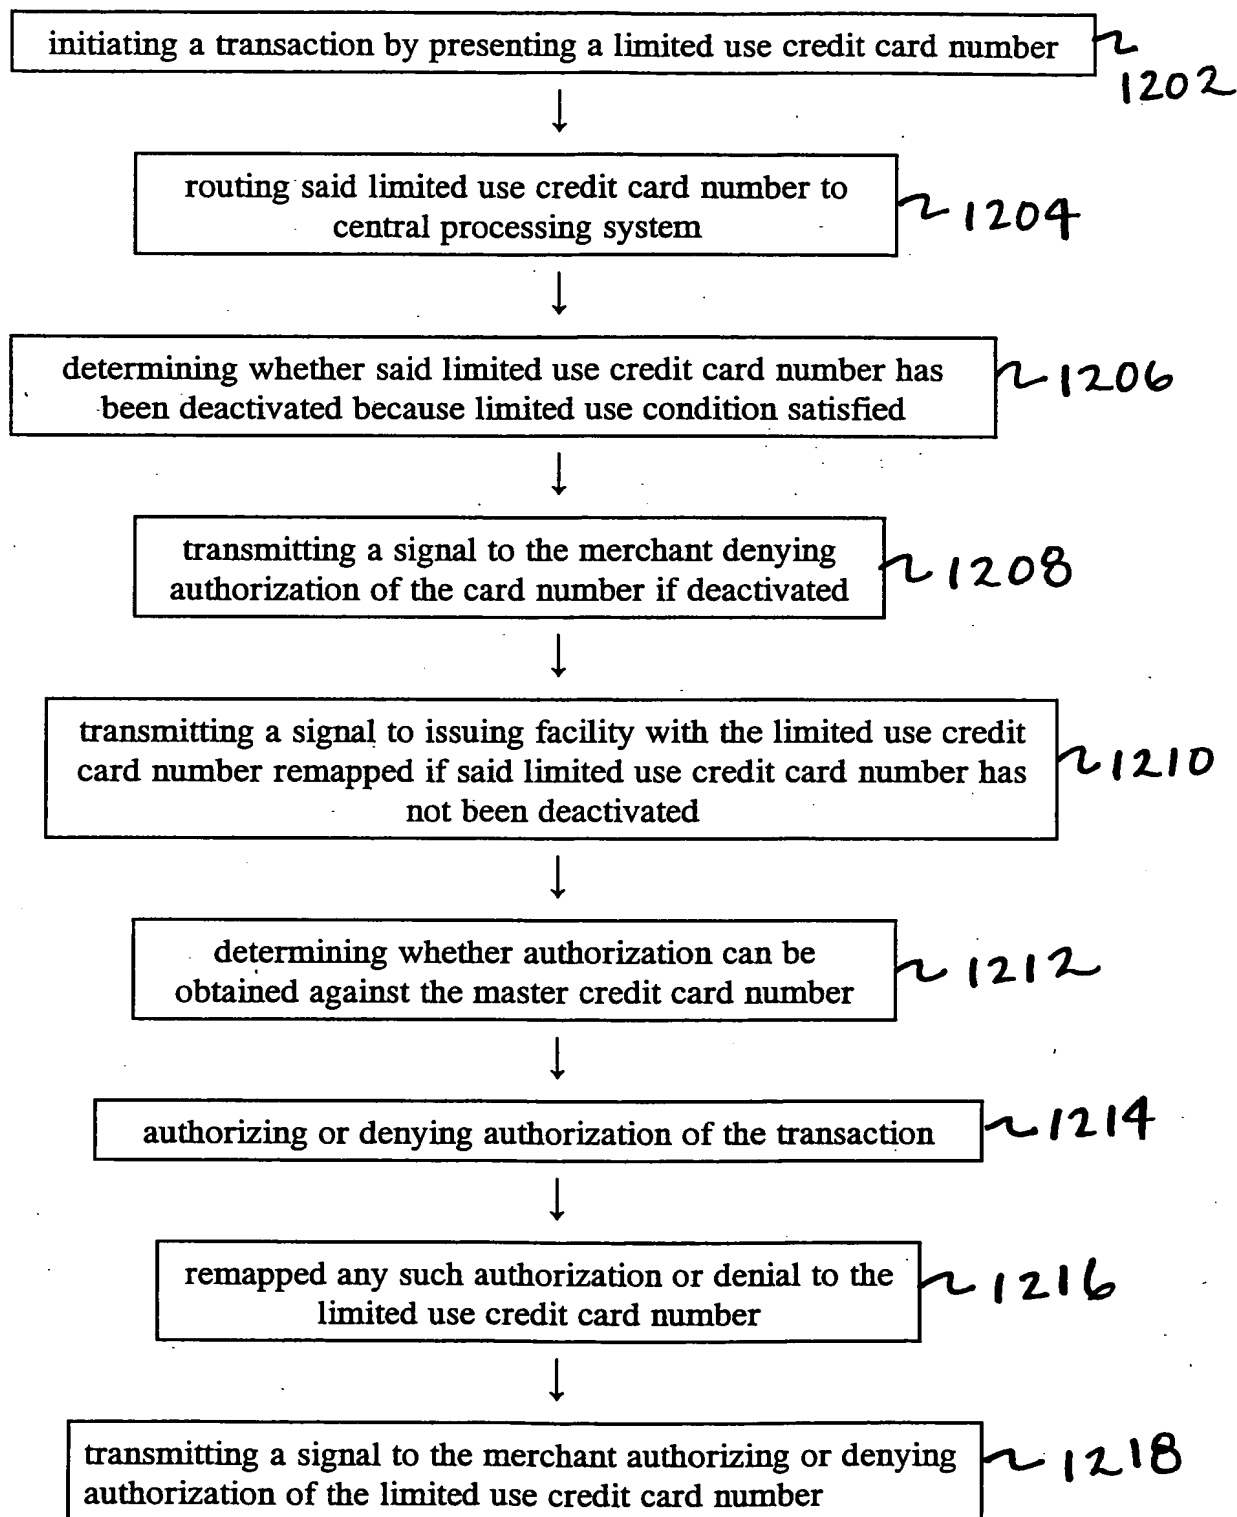 initiating a transaction by presenting a limited use credit card number
1202
routing said limited use credit card number to
central processing system
1204
determining whether said limited use credit card number has
been deactivated because limited use condition satisfied
1206
transmitting a signal to the merchant denying
authorization of the card number if deactivated
1208
transmitting a signal to issuing facility with the limited use credit
card number remapped if said limited use credit card number has
not been deactivated
1210
determining whether authorization can be
obtained against the master credit card number
1212
authorizing or denying authorization of the transaction
1214
remapped any such authorization or denial to the
limited use credit card number
1216
transmitting a signal to the merchant authorizing or denying
authorization of the limited use credit card number
1218